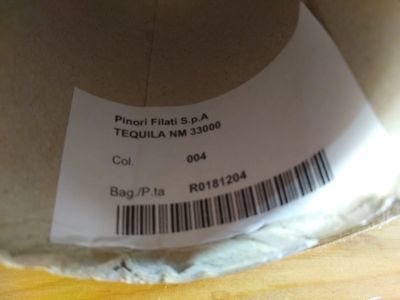 Pinori Filati S.p.A
TEQUILA NM 33000
Col. 004
Bag./P.ta R0181204